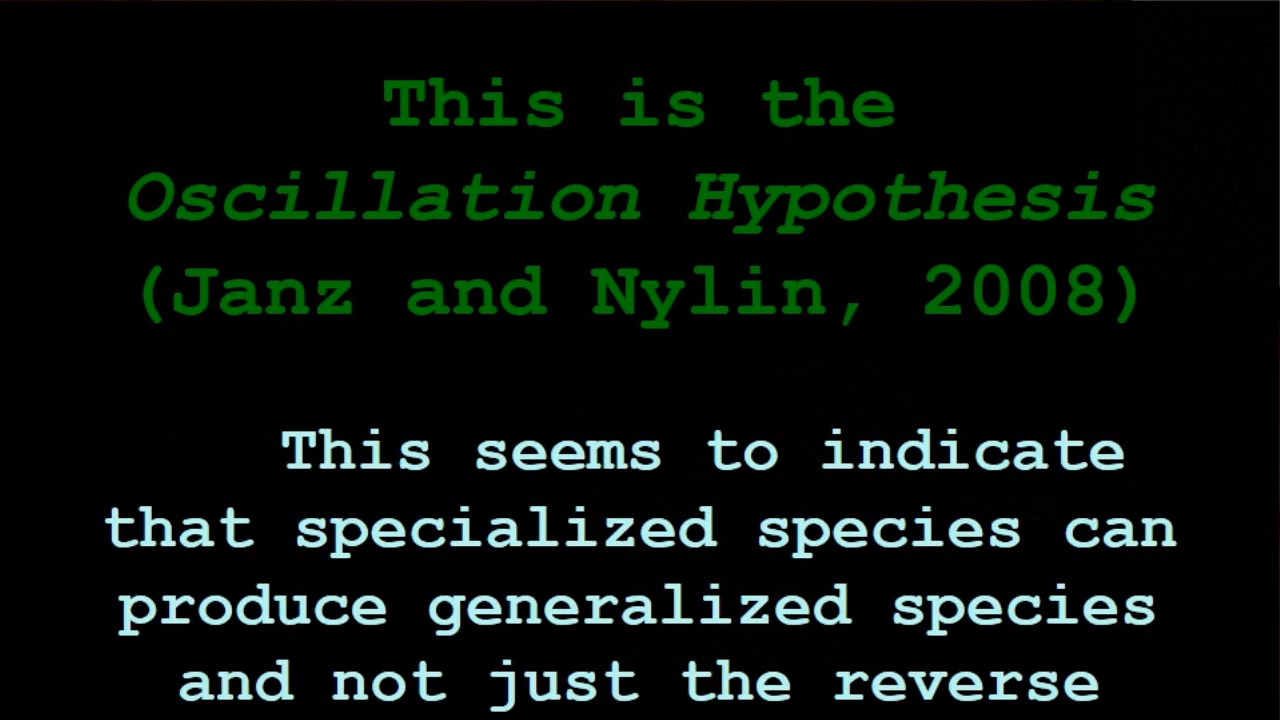 This is the
Oscillation Hypothesis
(Janz and Nylin, 2008)
This seems to indicate
that specialized species can
produce generalized species
and not just the reverse